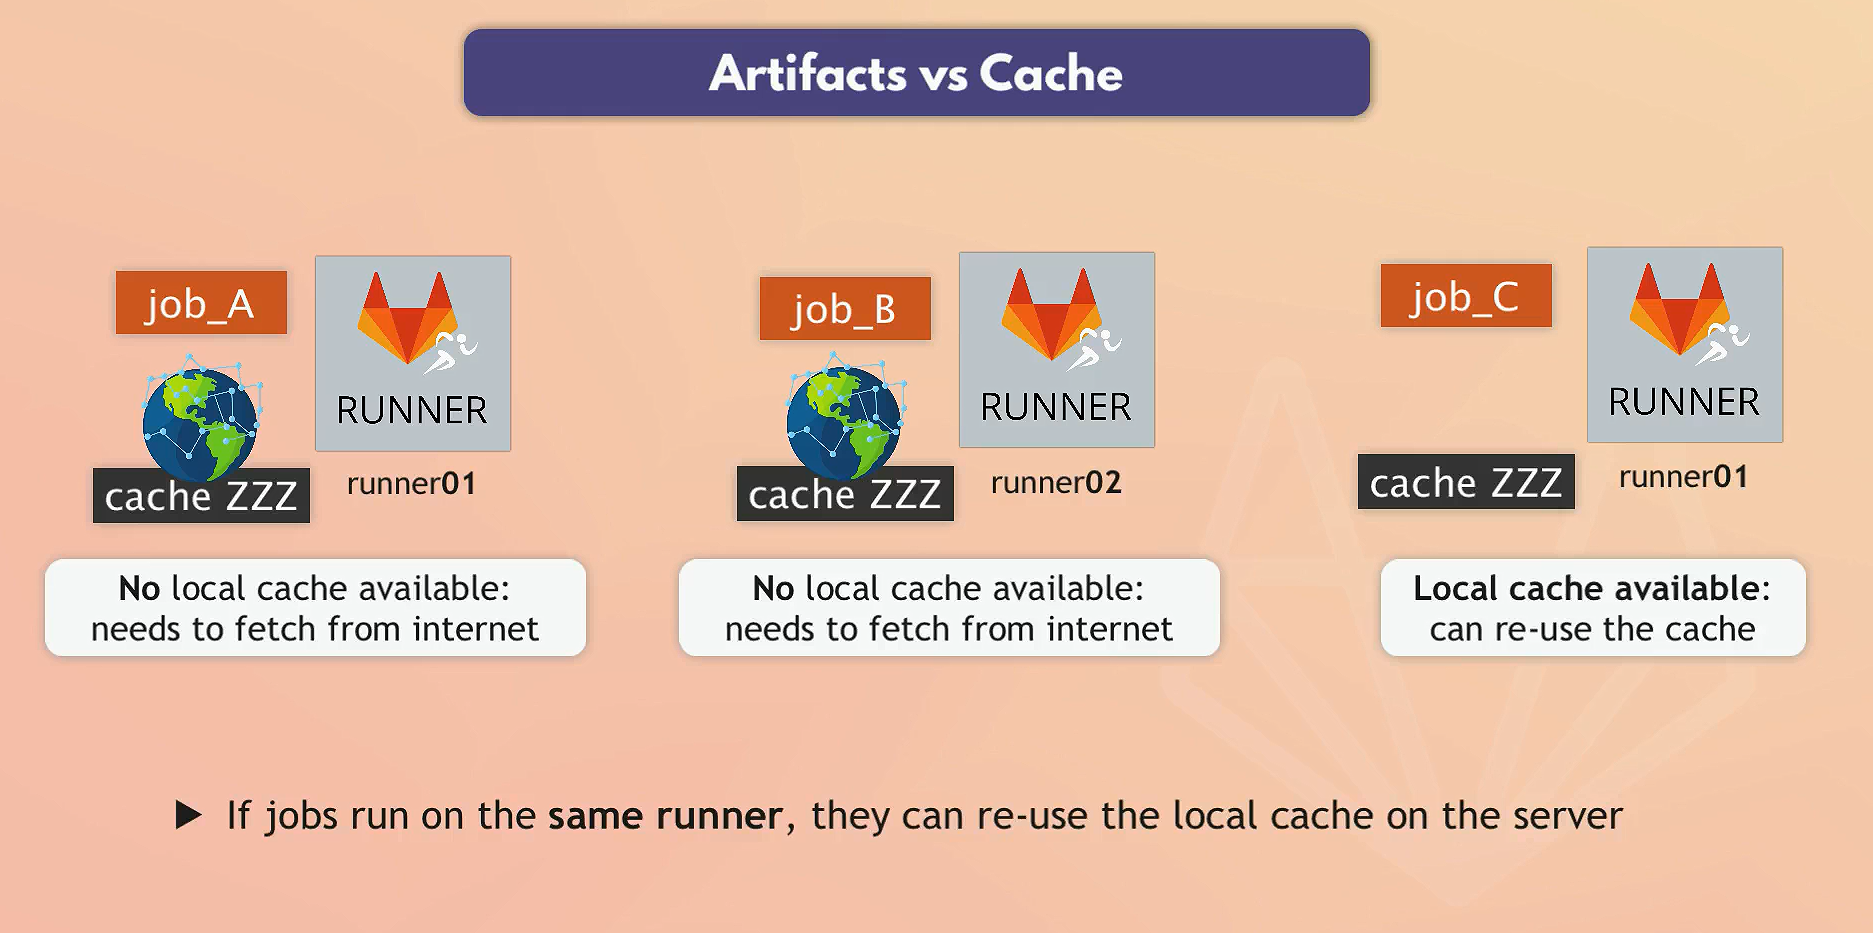 Artifacts vs Cache
job_A
RUNNER
cache ZZZ
runner01
No local cache available:
needs to fetch from internet
job_B
RUNNER
cache ZZZ
runner02
No local cache available:
needs to fetch from internet
job_C
RUNNER
cache ZZZ
runner01
Local cache available:
can re-use the cache
▶ If jobs run on the same runner, they can re-use the local cache on the server